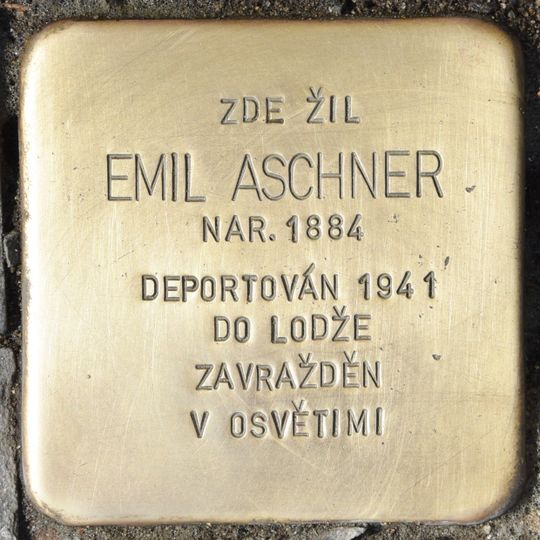 ZDE ŽIL
EMIL ASCHNER
NAR. 1884
DEPORTOVÁN 1941
DO LODŽE
ZAVRAŽDĚN
V OSVĚTIMI